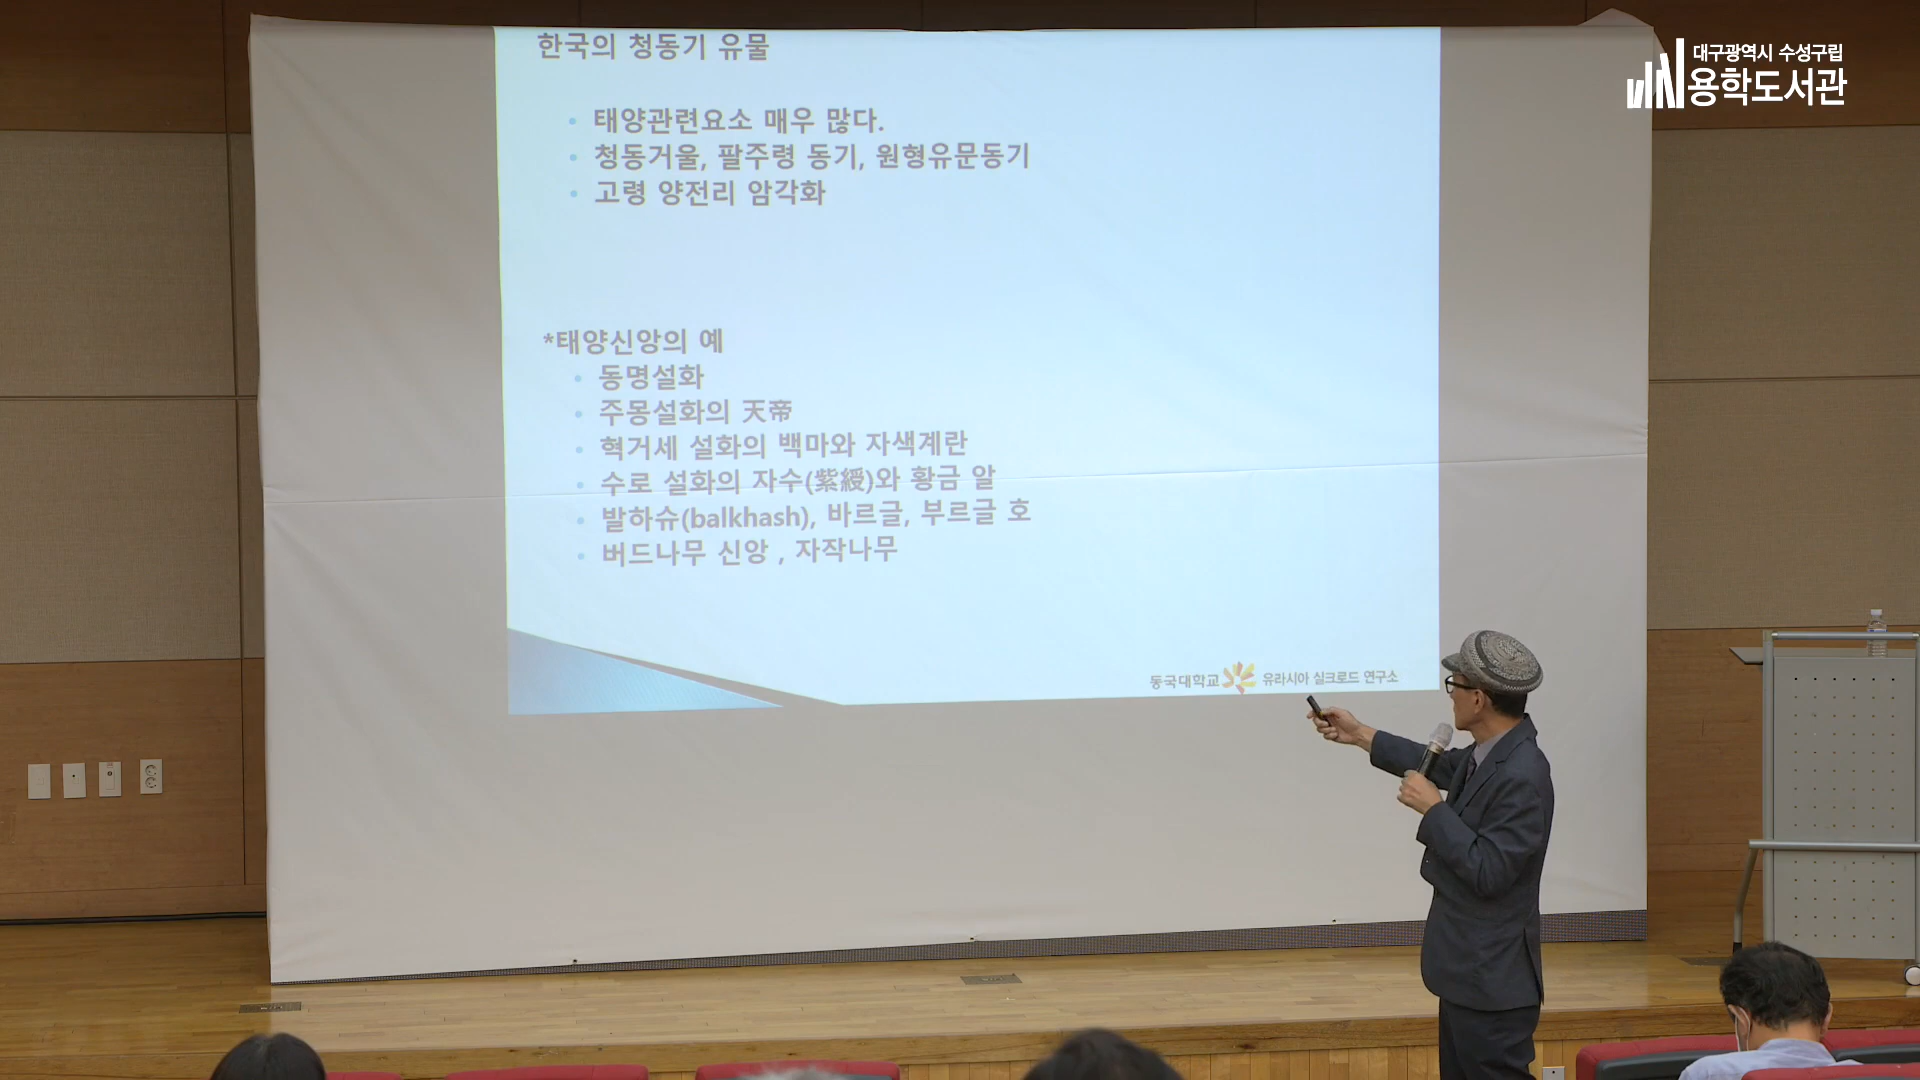 대구광역시 수성구립
용학도서관
한국의 청동기 유물
• 태양관련요소 매우 많다.
• 청동거울, 팔주령 동기, 원형유문동기
• 고령 양전리 암각화
*태양신앙의 예
• 동명설화
• 주몽설화의 天帝
• 혁거세 설화의 백마와 자색계란
• 수로 설화의 자수(紫綬)와 황금 알
• 발하슈(balkhash), 바르글, 부르글 호
• 버드나무 신앙 , 자작나무
동국대학교 유라시아 실크로드 연구소